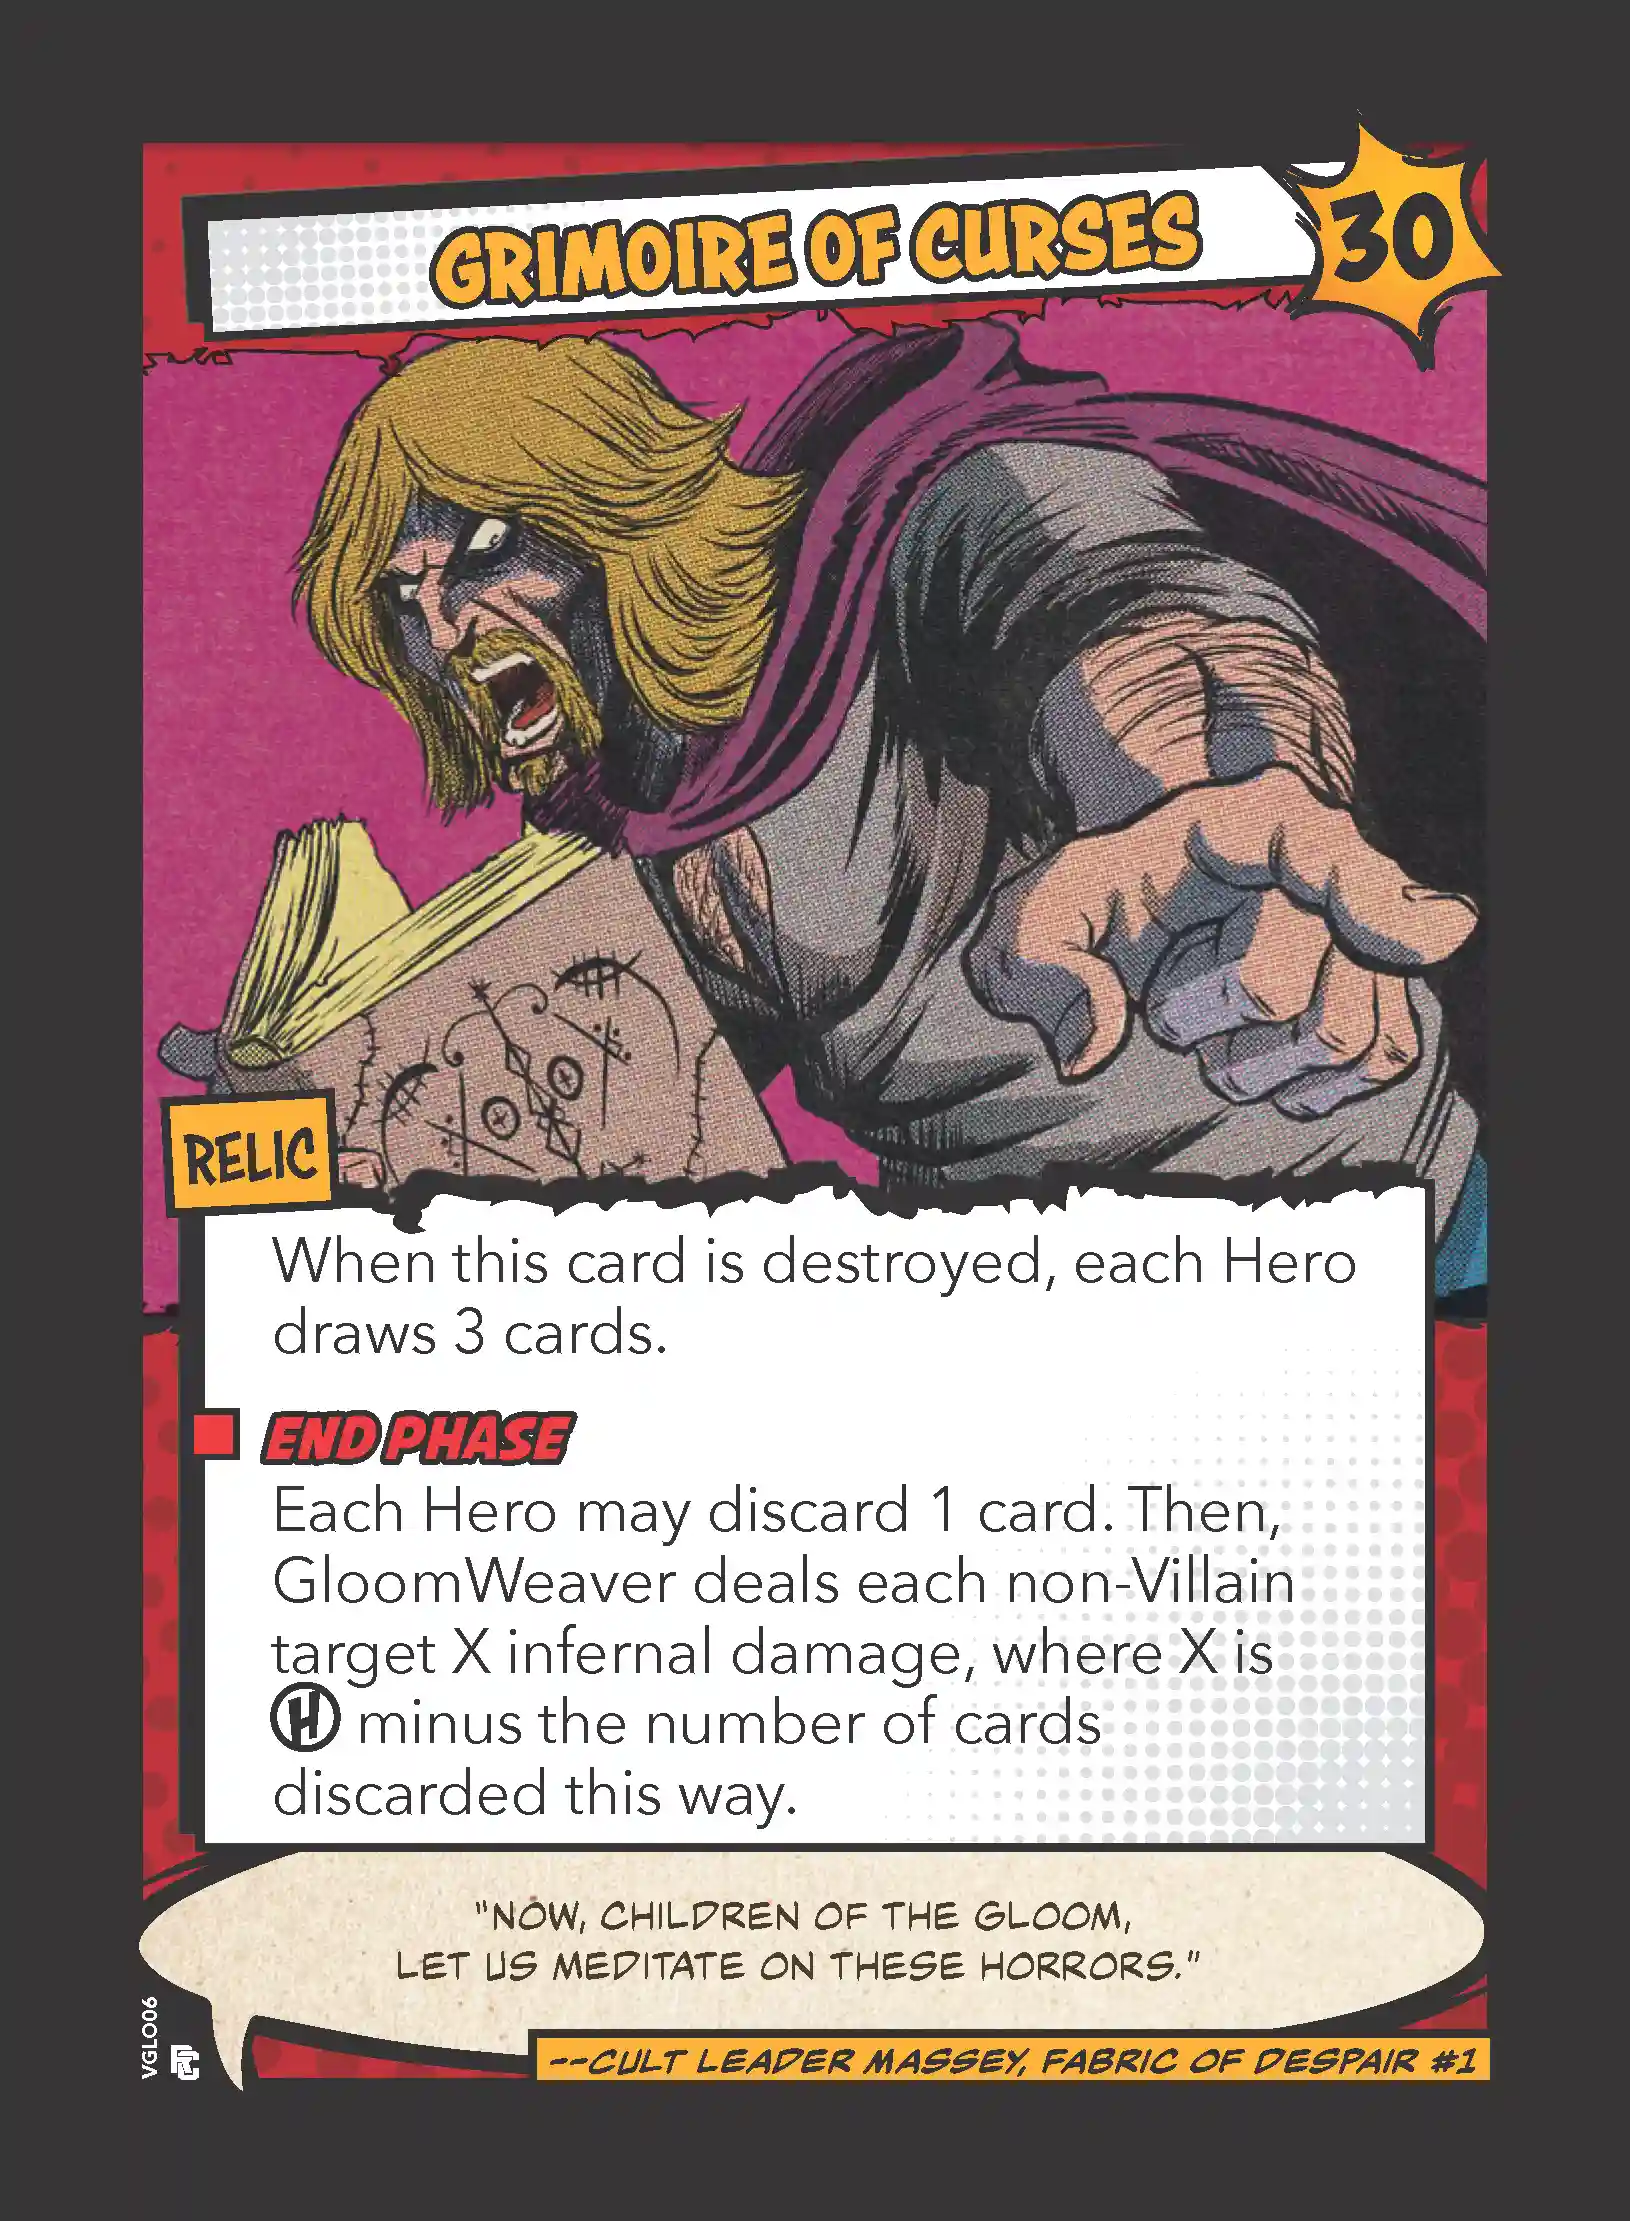 GRIMOIRE OF CURSES
30
RELIC
When this card is destroyed, each Hero
draws 3 cards.
END PHASE
Each Hero may discard 1 card. Then,
GloomWeaver deals each non-Villain
target X infernal damage, where X is
H minus the number of cards
discarded this way.
"NOW, CHILDREN OF THE GLOOM,
LET US MEDITATE ON THESE HORRORS."
--CULT LEADER MASSEY, FABRIC OF DESPAIR #1
VGLO06